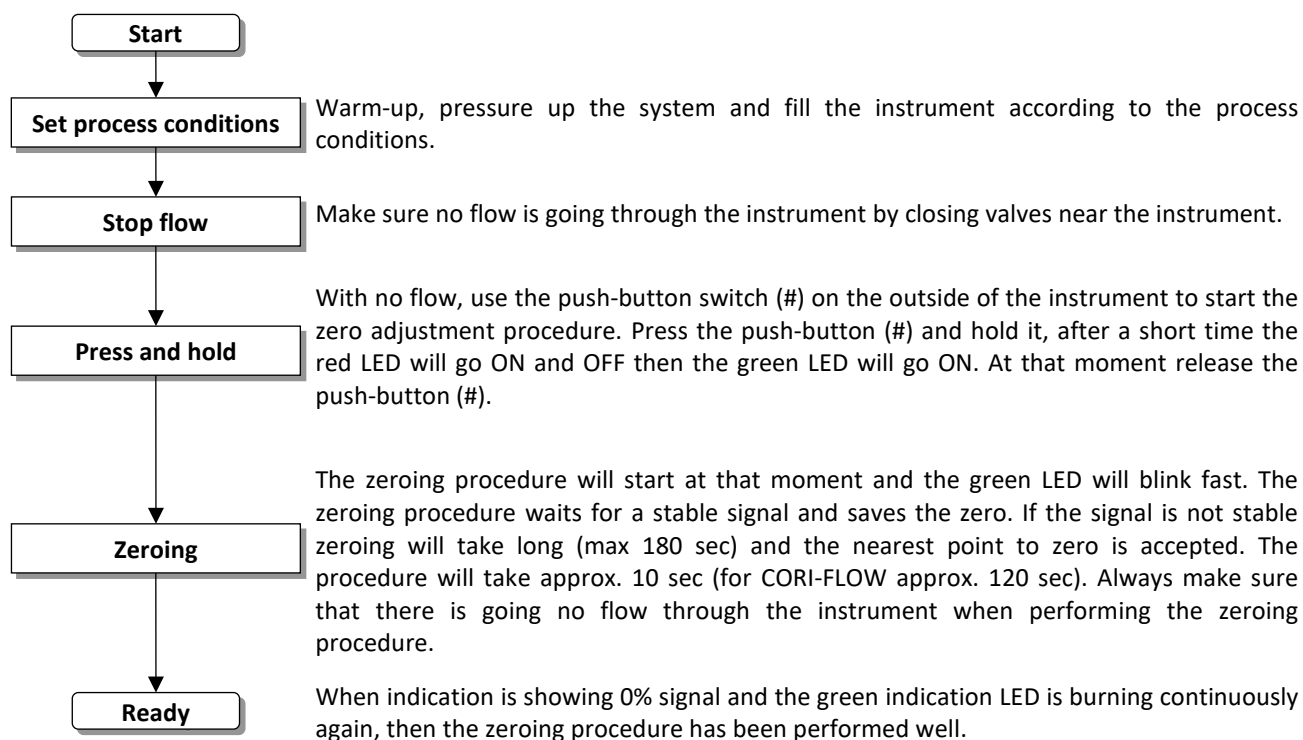 Start
Set process conditions
Warm-up, pressure up the system and fill the instrument according to the process
conditions.
Stop flow
Make sure no flow is going through the instrument by closing valves near the instrument.
Press and hold
With no flow, use the push-button switch (#) on the outside of the instrument to start the
zero adjustment procedure. Press the push-button (#) and hold it, after a short time the
red LED will go ON and OFF then the green LED will go ON. At that moment release the
push-button (#).
Zeroing
The zeroing procedure will start at that moment and the green LED will blink fast. The
zeroing procedure waits for a stable signal and saves the zero. If the signal is not stable
zeroing will take long (max 180 sec) and the nearest point to zero is accepted. The
procedure will take approx. 10 sec (for CORI-FLOW approx. 120 sec). Always make sure
that there is going no flow through the instrument when performing the zeroing
procedure.
Ready
When indication is showing 0% signal and the green indication LED is burning continuously
again, then the zeroing procedure has been performed well.